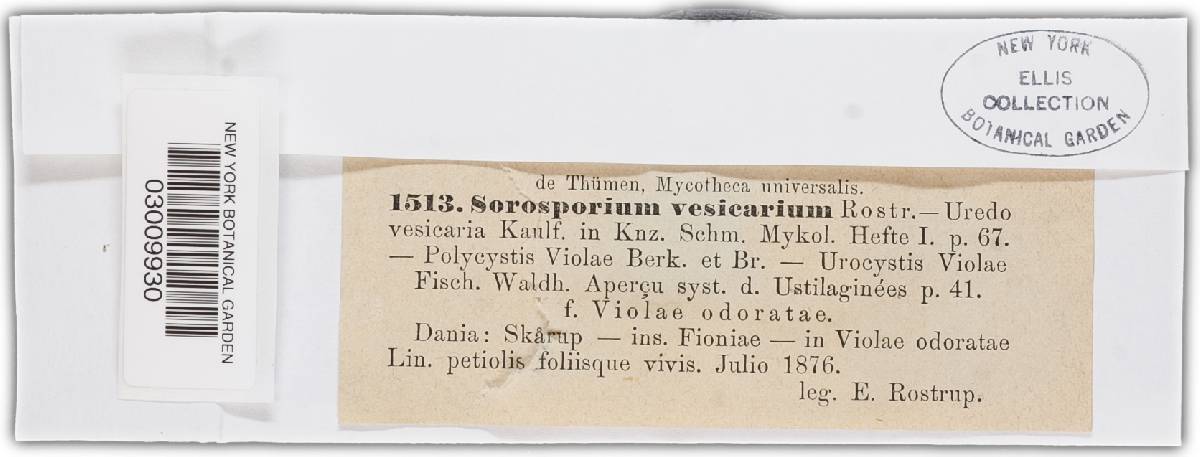 NEW YORK
ELLIS
COLLECTION
BOTANICAL GARDEN
NEW YORK BOTANICAL GARDEN
03009930
de Thümen, Mycotheca universalis.
1513. Sorosporium vesicarium Rostr. — Uredo
vesicaria Kaulf. in Knz. Schm. Mykol. Hefte I. p. 67.
— Polycystis Violae Berk. et Br. — Urocystis Violae
Fisch. Waldh. Aperçu syst. d. Ustilaginées p. 41.
f. Violae odoratae.
Dania: Skårup — ins. Fioniae — in Violae odoratae
Lin. petiolis foliisque vivis. Julio 1876.
leg. E. Rostrup.